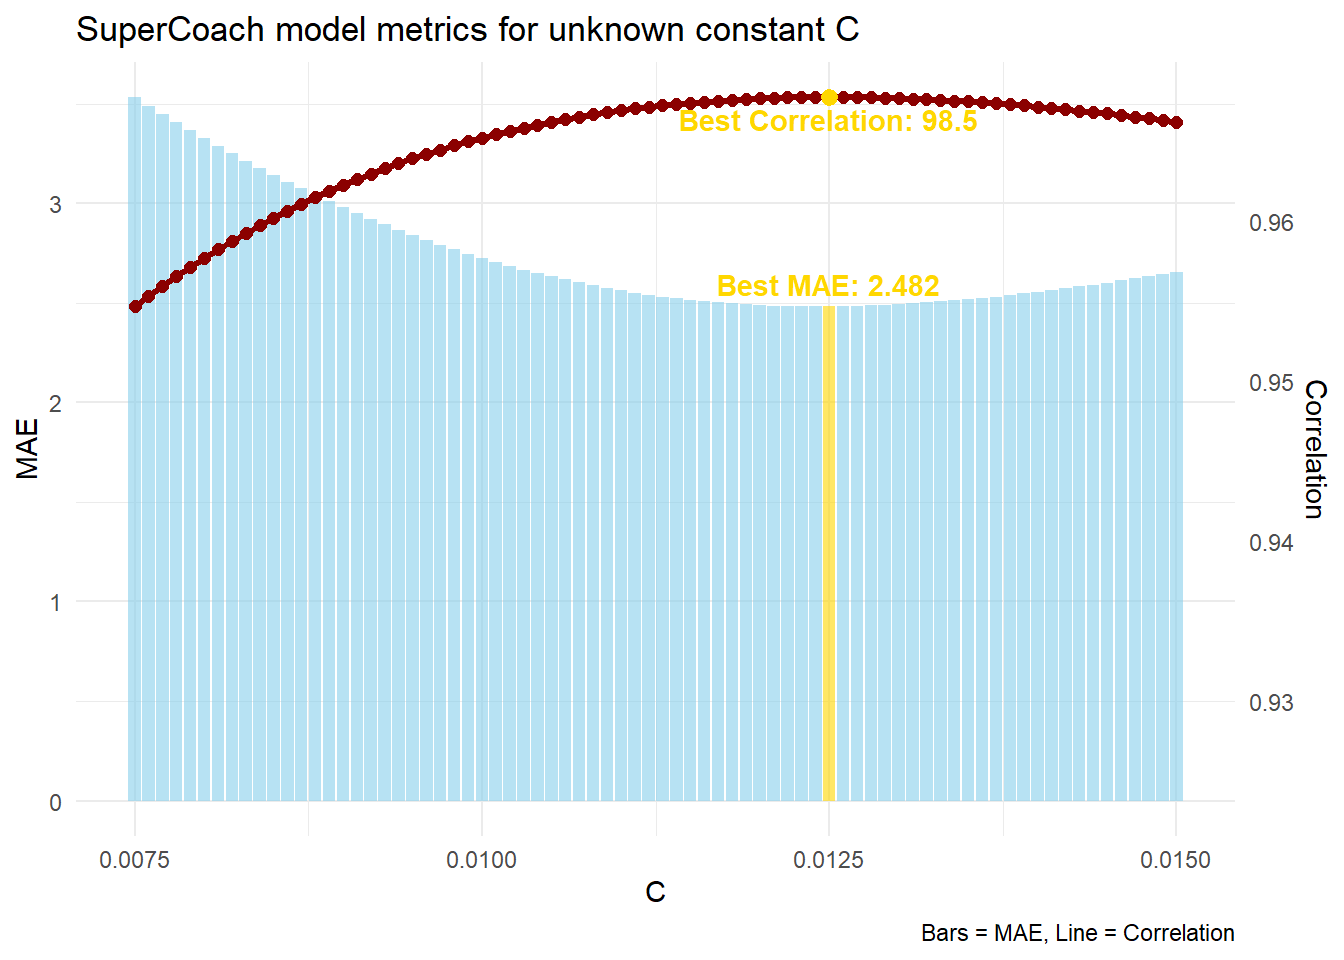 SuperCoach model metrics for unknown constant C
Best Correlation: 98.5
Best MAE: 2.482
3
2
1
0
MAE
0.96
0.95
0.94
0.93
Correlation
0.0075 0.0100 0.0125 0.0150
C
Bars = MAE, Line = Correlation